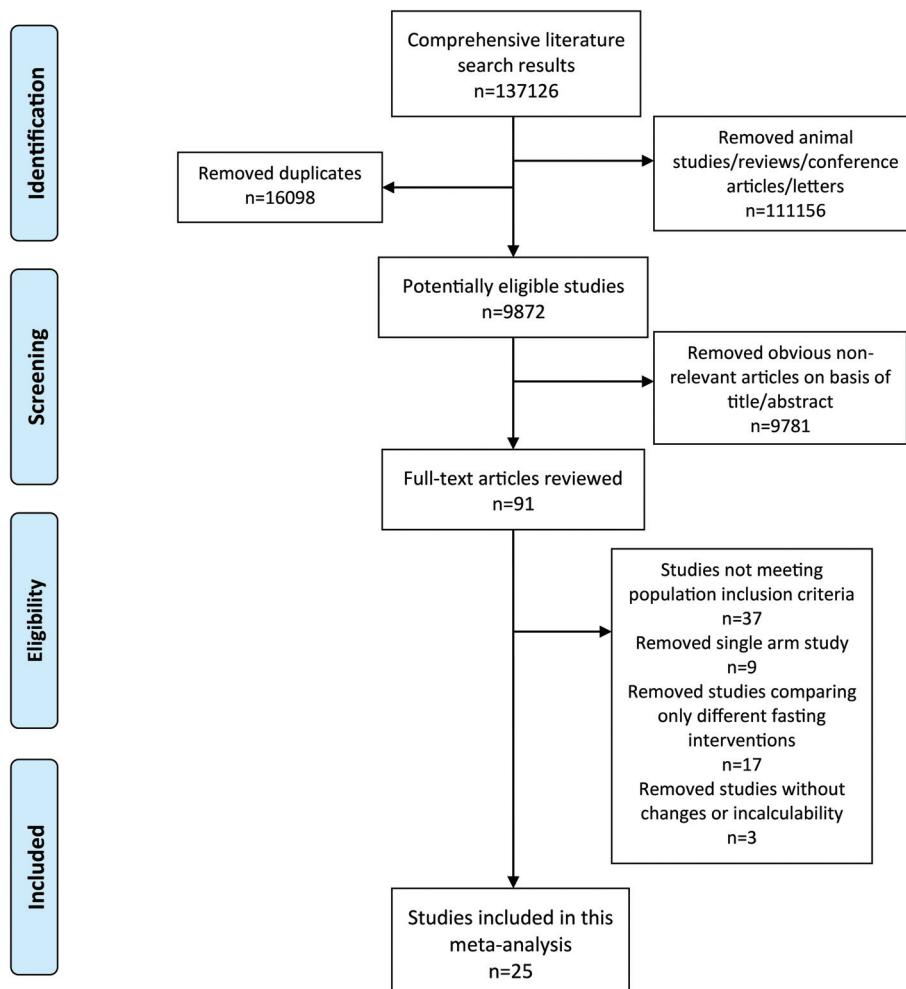 Identification
Comprehensive literature
search results
n=137126
Removed duplicates
n=16098
Removed animal
studies/reviews/conference
articles/letters
n=111156
Screening
Potentially eligible studies
n=9872
Removed obvious non-
relevant articles on basis of
title/abstract
n=9781
Full-text articles reviewed
n=91
Eligibility
Studies not meeting
population inclusion criteria
n=37
Removed single arm study
n=9
Removed studies comparing
only different fasting
interventions
n=17
Removed studies without
changes or incalculability
n=3
Included
Studies included in this
meta-analysis
n=25